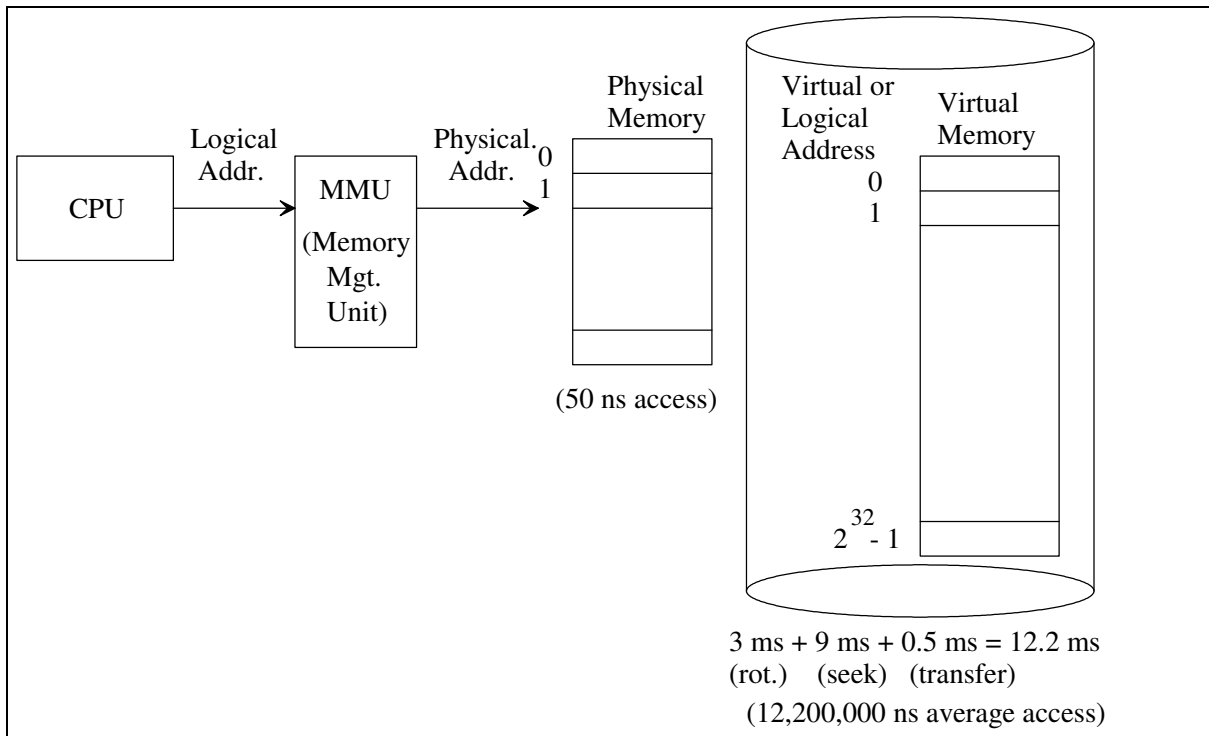 CPU
Logical
Addr.
MMU
(Memory
Mgt.
Unit)
Physical.
Addr.
Physical
Memory
0
1
(50 ns access)
Virtual or
Logical
Address
Virtual
Memory
0
1
2^32 - 1
3 ms + 9 ms + 0.5 ms = 12.2 ms
(rot.) (seek) (transfer)
(12,200,000 ns average access)